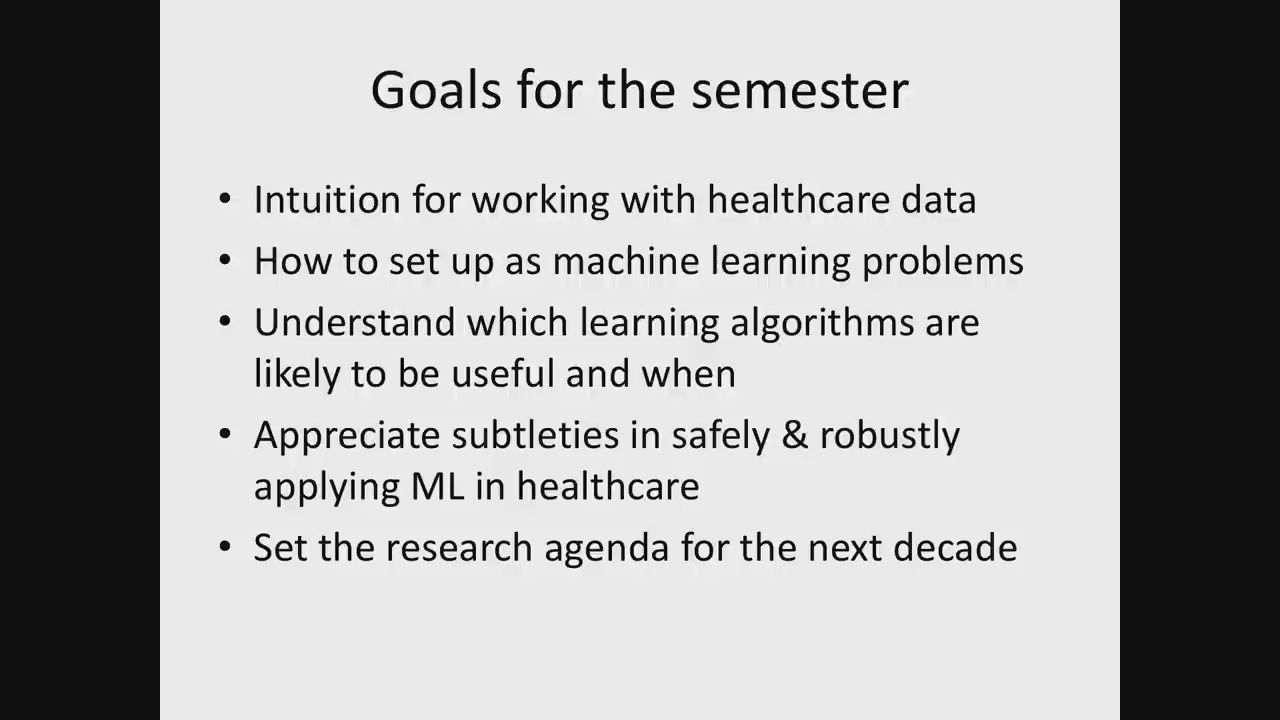 Goals for the semester
• Intuition for working with healthcare data
• How to set up as machine learning problems
• Understand which learning algorithms are
likely to be useful and when
• Appreciate subtleties in safely & robustly
applying ML in healthcare
• Set the research agenda for the next decade